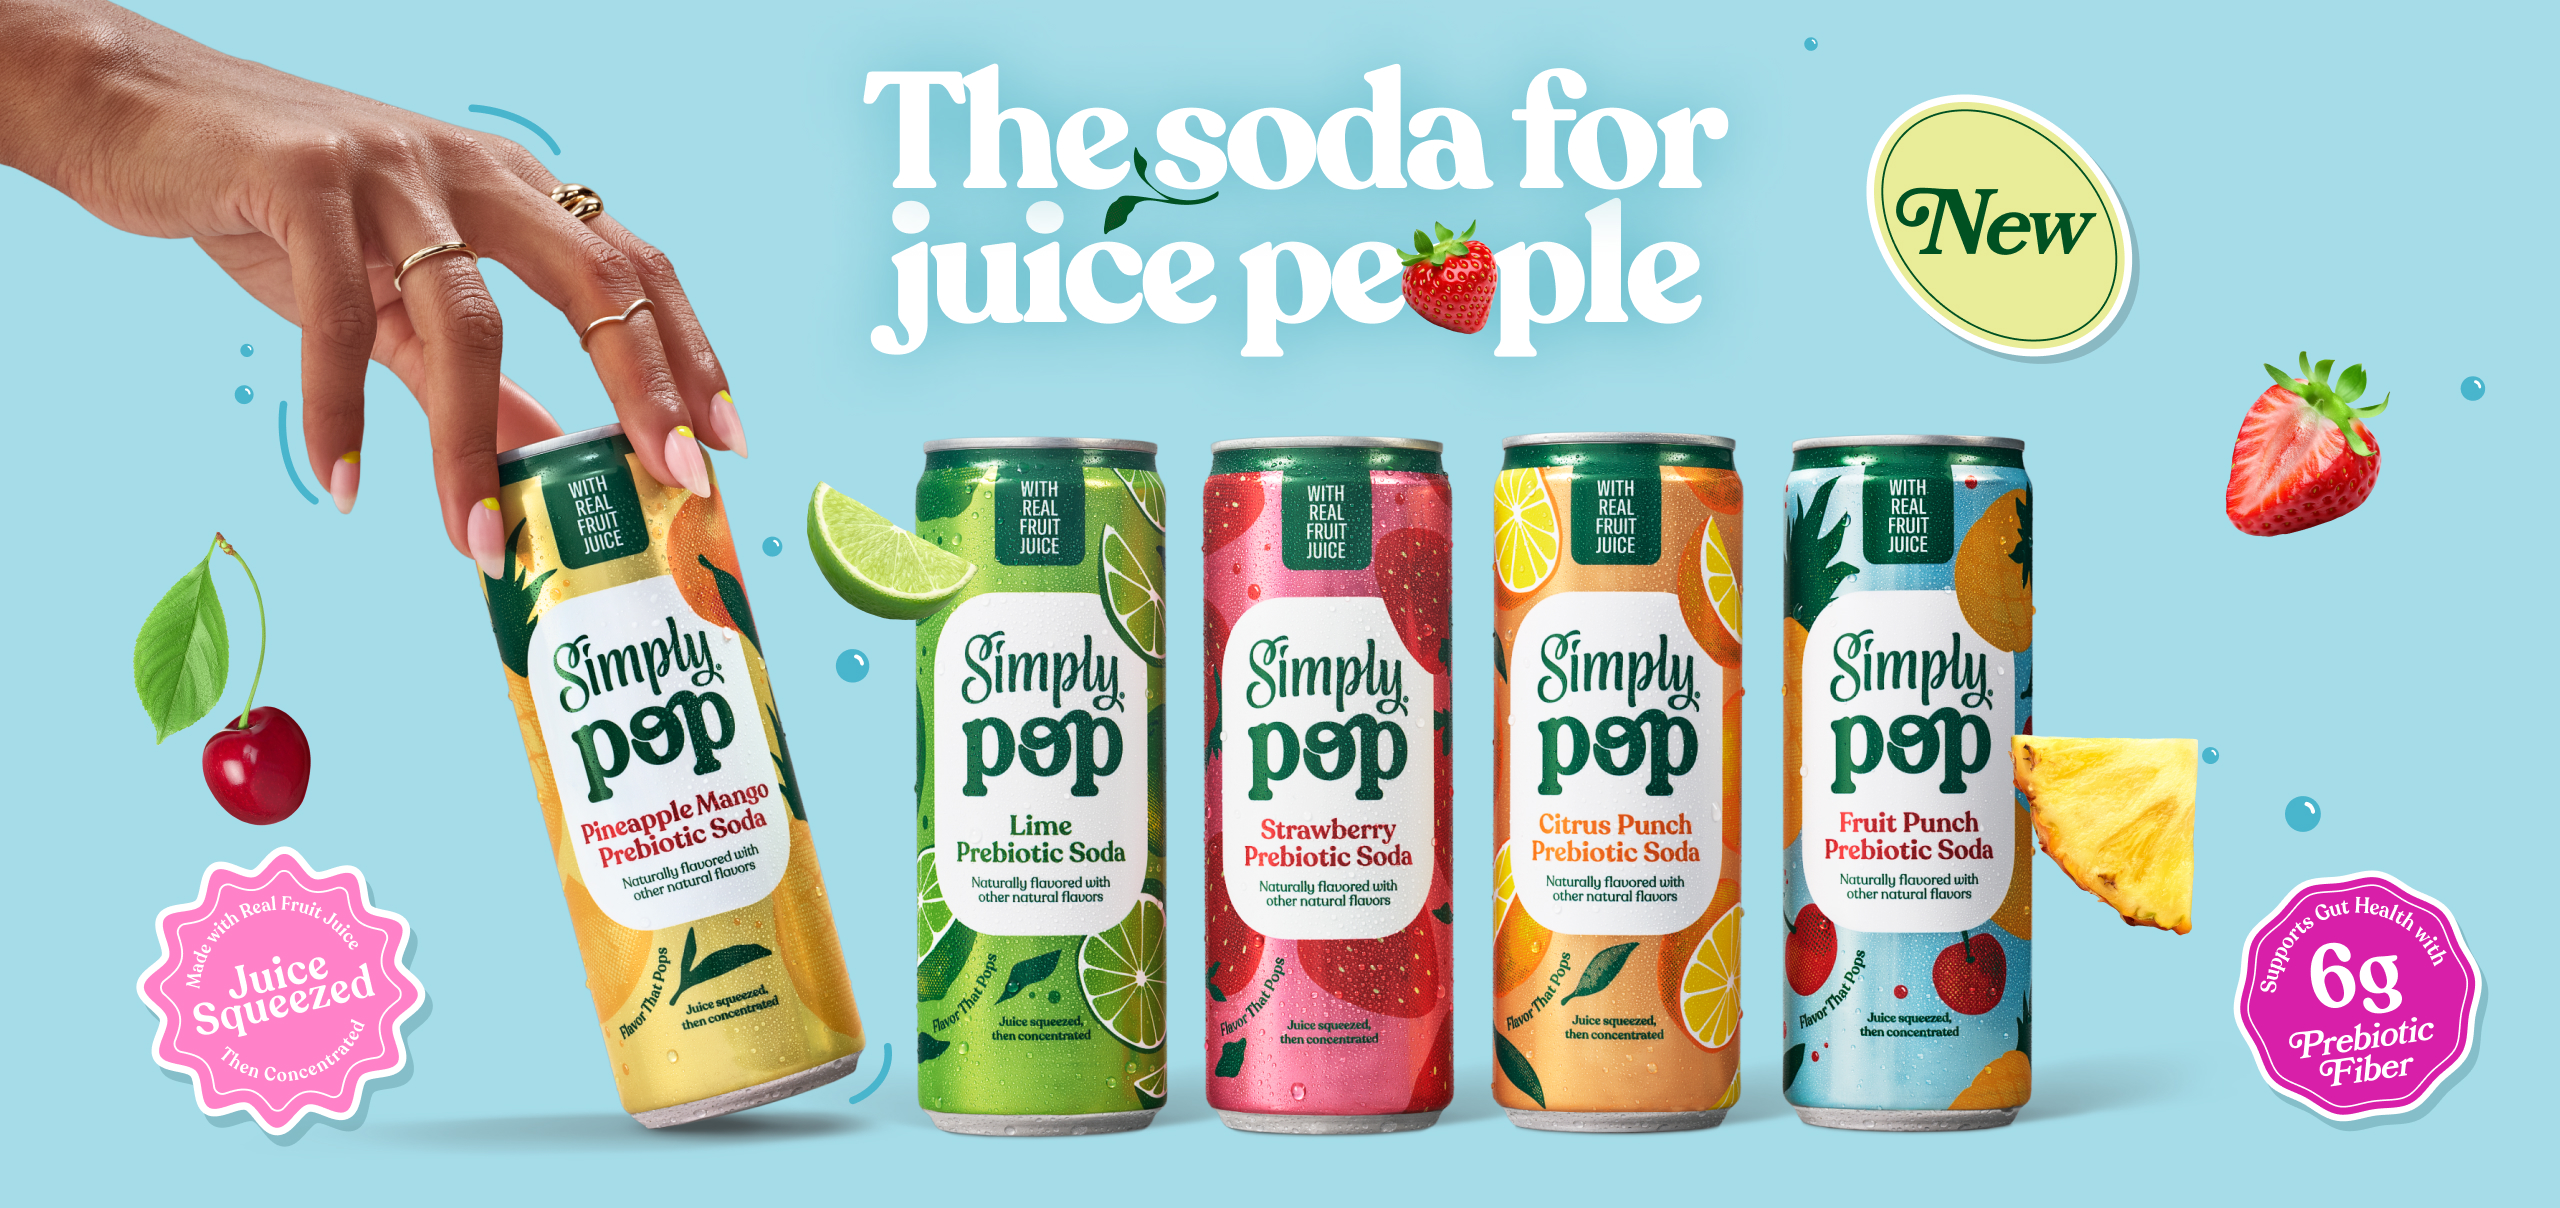 The soda for
juice people
New
WITH
REAL
FRUIT
JUICE
Simply
pop
Pineapple Mango
Prebiotic Soda
Naturally flavored with
other natural flavors
Flavor That Pops
Juice squeezed,
then concentrated
WITH
REAL
FRUIT
JUICE
Simply
pop
Lime
Prebiotic Soda
Naturally flavored with
other natural flavors
Flavor That Pops
Juice squeezed,
then concentrated
WITH
REAL
FRUIT
JUICE
Simply
pop
Strawberry
Prebiotic Soda
Naturally flavored with
other natural flavors
Flavor That Pops
Juice squeezed,
then concentrated
WITH
REAL
FRUIT
JUICE
Simply
pop
Citrus Punch
Prebiotic Soda
Naturally flavored with
other natural flavors
Flavor That Pops
Juice squeezed,
then concentrated
WITH
REAL
FRUIT
JUICE
Simply
pop
Fruit Punch
Prebiotic Soda
Naturally flavored with
other natural flavors
Flavor That Pops
Juice squeezed,
then concentrated
Made with Real Fruit Juice
Juice
Squeezed
Then Concentrated
Supports Gut Health with
6g
Prebiotic
Fiber